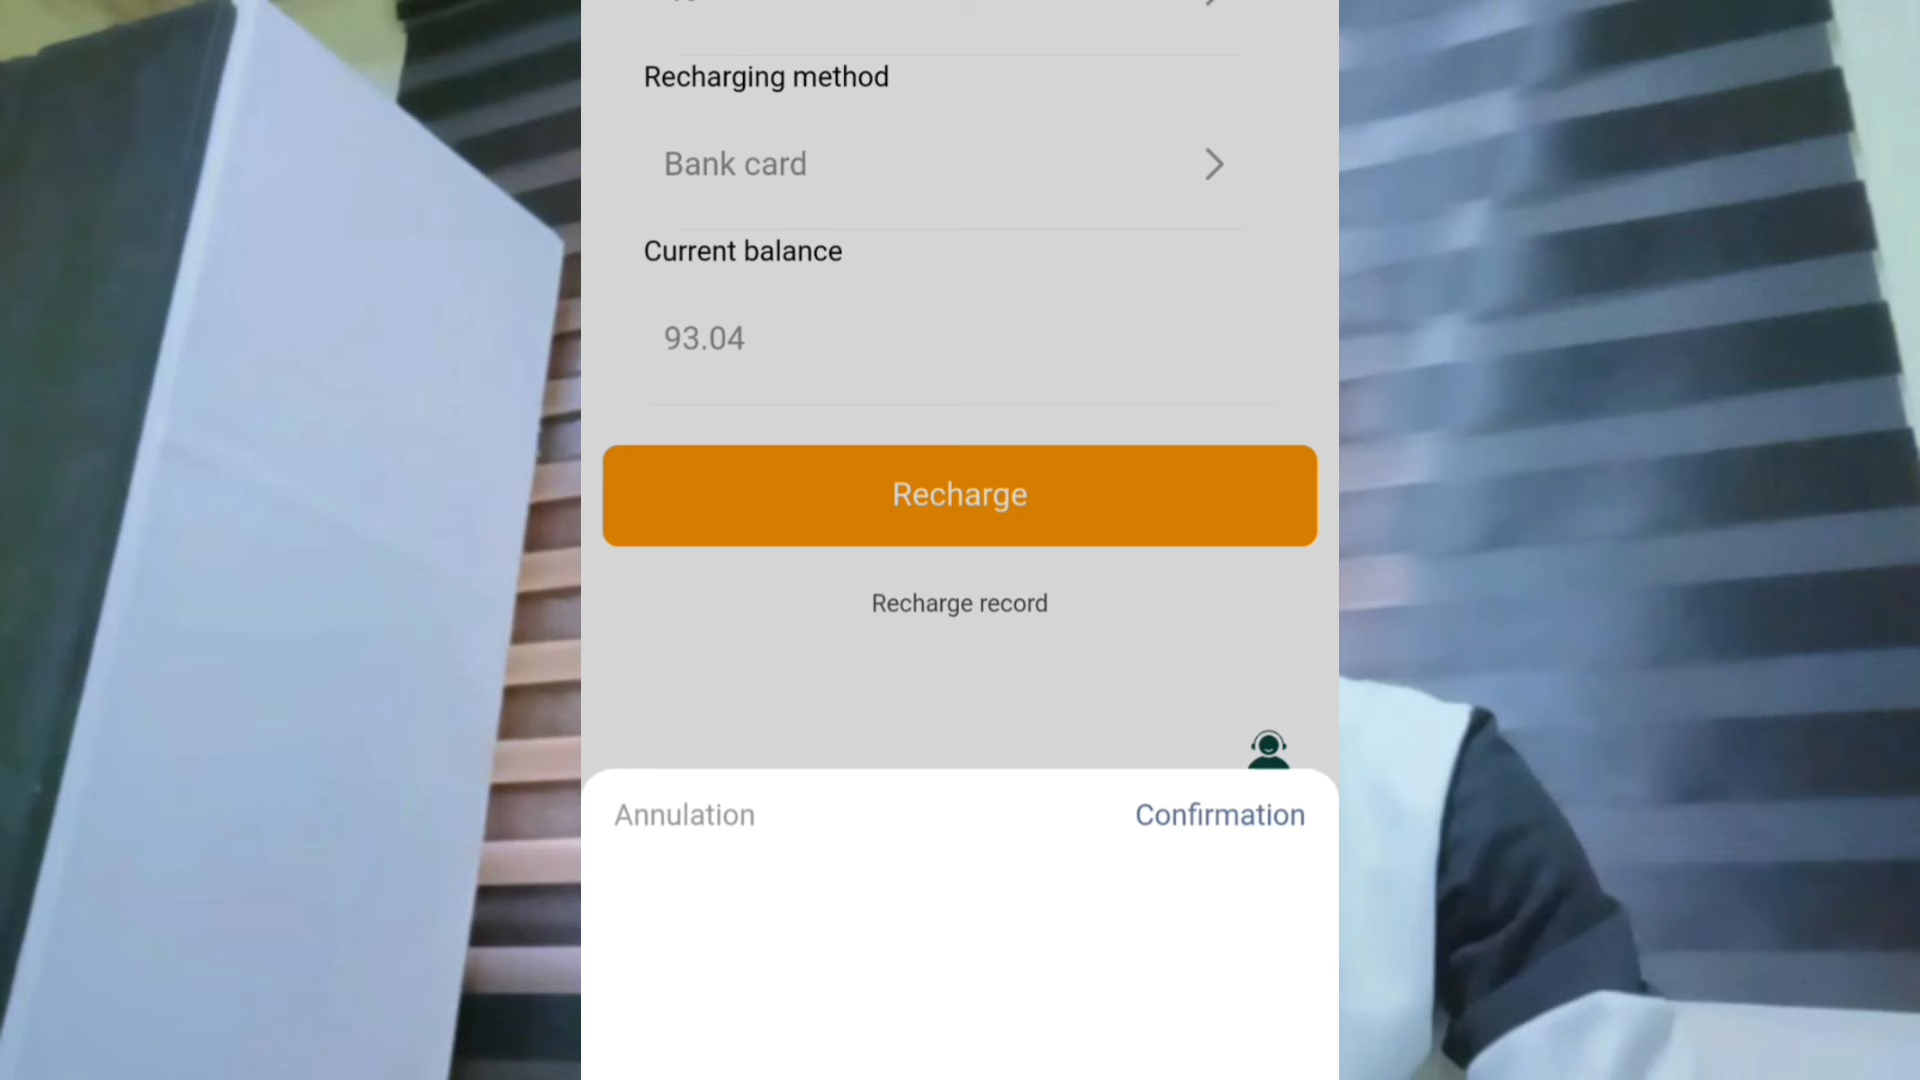 Recharging method
Bank card
Current balance
93.04
Recharge
Recharge record
Annulation
Confirmation